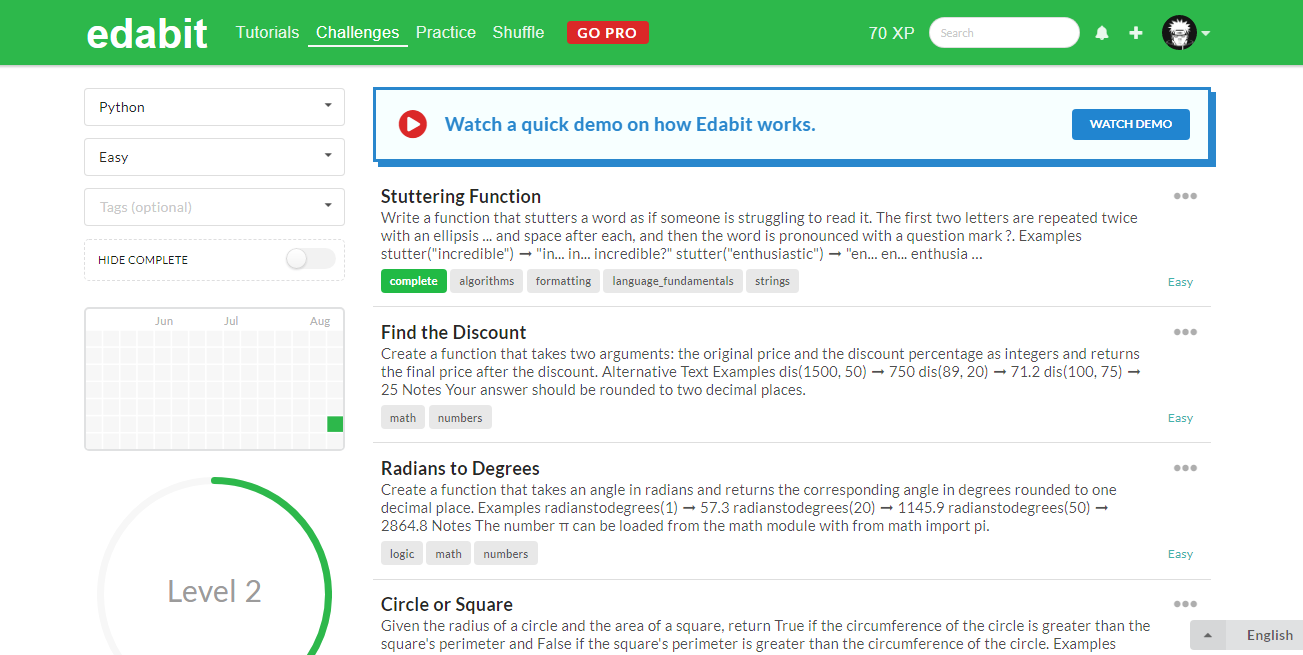 edabit
Tutorials Challenges Practice Shuffle GO PRO 70 XP Search
Python
Easy
Tags (optional)
HIDE COMPLETE
Jun Jul Aug
Level 2
Watch a quick demo on how Edabit works. WATCH DEMO
Stuttering Function
Write a function that stutters a word as if someone is struggling to read it. The first two letters are repeated twice
with an ellipsis ... and space after each, and then the word is pronounced with a question mark ?. Examples
stutter("incredible") ➞ "in... in... incredible?" stutter("enthusiastic") ➞ "en... en... enthusia ...
complete algorithms formatting language_fundamentals strings
Easy
Find the Discount
Create a function that takes two arguments: the original price and the discount percentage as integers and returns
the final price after the discount. Alternative Text Examples dis(1500, 50) ➞ 750 dis(89, 20) ➞ 71.2 dis(100, 75) ➞
25 Notes Your answer should be rounded to two decimal places.
math numbers
Easy
Radians to Degrees
Create a function that takes an angle in radians and returns the corresponding angle in degrees rounded to one
decimal place. Examples radianstodegrees(1) ➞ 57.3 radianstodegrees(20) ➞ 1145.9 radianstodegrees(50) ➞
2864.8 Notes The number π can be loaded from the math module with from math import pi.
logic math numbers
Easy
Circle or Square
Given the radius of a circle and the area of a square, return True if the circumference of the circle is greater than the
square's perimeter and False if the square's perimeter is greater than the circumference of the circle. Examples
English